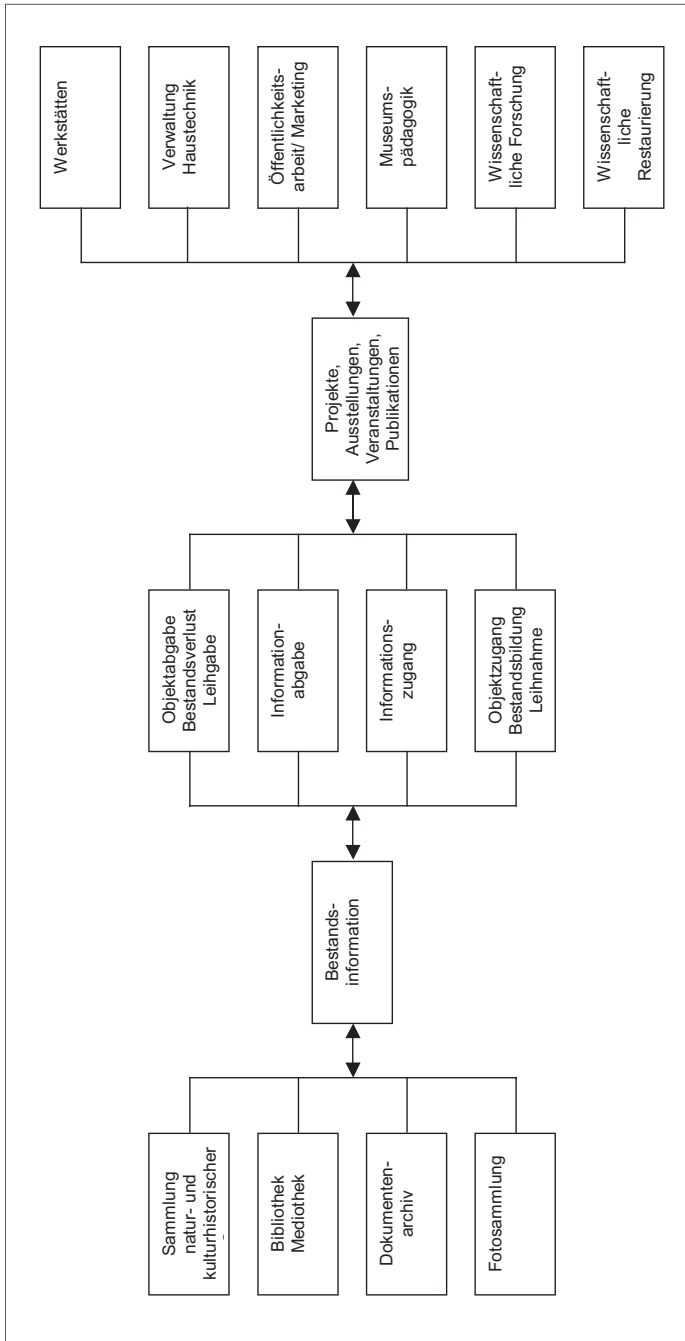 Werkstätten
Verwaltung
Haustechnik
Öffentlichkeits-
arbeit/ Marketing
Museums-
pädagogik
Wissenschaft-
liche Forschung
Wissenschaft-
liche
Restaurierung
Projekte,
Ausstellungen,
Veranstaltungen,
Publikationen
Objektabgabe
Bestandsverlust
Leihgabe
Information-
abgabe
Informations-
zugang
Objektzugang
Bestandsbildung
Leihnahme
Bestands-
information
Sammlung
natur- und
kulturhistorischer
Bibliothek
Mediothek
Dokumenten-
archiv
Fotosammlung